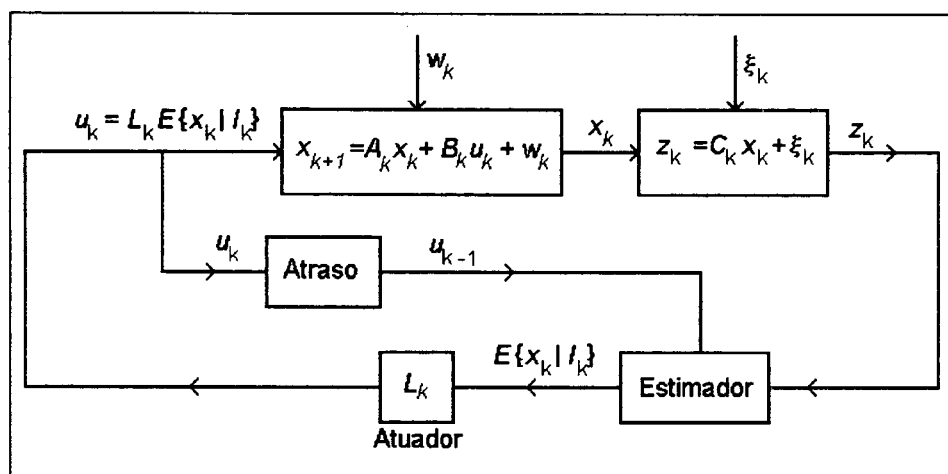 w_k
ξ_k
u_k = L_k E{x_k | I_k}
x_{k+1} = A_k x_k + B_k u_k + w_k
x_k
z_k = C_k x_k + ξ_k
z_k
u_k
Atraso
u_{k-1}
E{x_k | I_k}
L_k
Estimador
Atuador